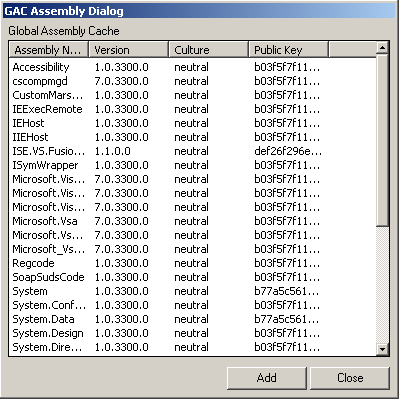 GAC Assembly Dialog
Global Assembly Cache
Assembly N... Version Culture Public Key
Accessibility 1.0.3300.0 neutral b03f5f7f11...
cscompmgd 7.0.3300.0 neutral b03f5f7f11...
CustomMars... 1.0.3300.0 neutral b03f5f7f11...
IEExecRemote 1.0.3300.0 neutral b03f5f7f11...
IEHost 1.0.3300.0 neutral b03f5f7f11...
IIEHost 1.0.3300.0 neutral b03f5f7f11...
ISE.VS.Fusio... 1.1.0.0 neutral def26f296e...
ISymWrapper 1.0.3300.0 neutral b03f5f7f11...
Microsoft.Vis... 7.0.3300.0 neutral b03f5f7f11...
Microsoft.Vis... 7.0.3300.0 neutral b03f5f7f11...
Microsoft.Vis... 7.0.3300.0 neutral b03f5f7f11...
Microsoft.Vsa 7.0.3300.0 neutral b03f5f7f11...
Microsoft.Vs... 7.0.3300.0 neutral b03f5f7f11...
Microsoft_Vs... 7.0.3300.0 neutral b03f5f7f11...
Regcode 1.0.3300.0 neutral b03f5f7f11...
SoapSudsCode 1.0.3300.0 neutral b03f5f7f11...
System 1.0.3300.0 neutral b77a5c561...
System.Conf... 1.0.3300.0 neutral b03f5f7f11...
System.Data 1.0.3300.0 neutral b77a5c561...
System.Design 1.0.3300.0 neutral b03f5f7f11...
System.Dire... 1.0.3300.0 neutral b03f5f7f11...
Add Close